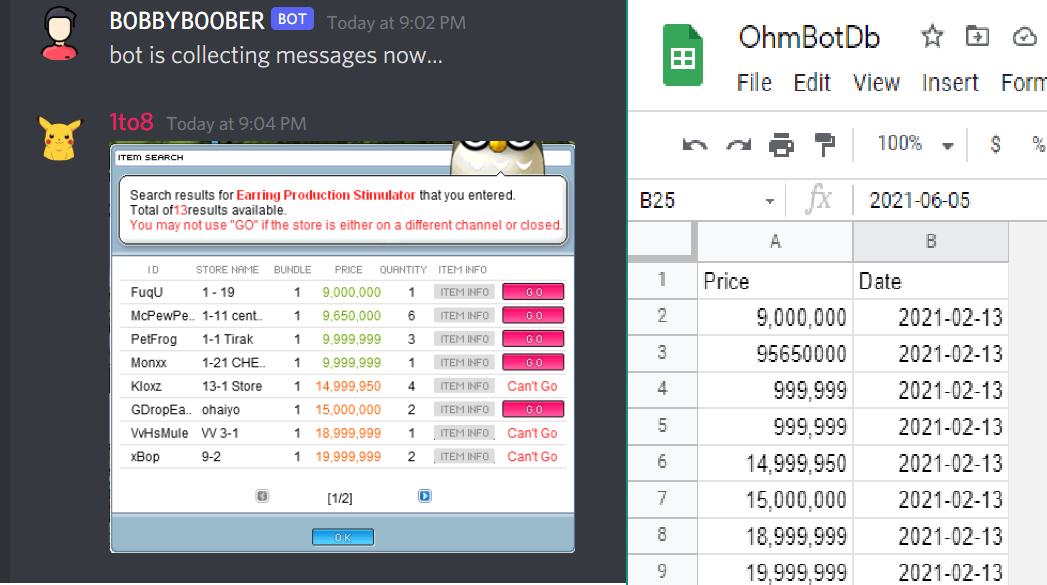 BOBBYBOOBER BOT Today at 9:02 PM
bot is collecting messages now...
1to8 Today at 9:04 PM
ITEM SEARCH
Search results for Earring Production Stimulator that you entered.
Total of13results available.
You may not use "GO" if the store is either on a different channel or closed.
ID STORE NAME BUNDLE PRICE QUANTITY ITEM INFO
FuqU 1 - 19 1 9,000,000 1 ITEM INFO GO
McPewPe.. 1-11 cent.. 1 9,650,000 6 ITEM INFO GO
PetFrog 1-1 Tirak 1 9,999,999 3 ITEM INFO GO
Monxx 1-21 CHE.. 1 9,999,999 1 ITEM INFO GO
Kloxz 13-1 Store 1 14,999,950 4 ITEM INFO Can't Go
GDropEa.. ohaiyo 1 15,000,000 2 ITEM INFO GO
VvHsMule VV 3-1 1 18,999,999 1 ITEM INFO Can't Go
xBop 9-2 1 19,999,999 2 ITEM INFO Can't Go
[1/2]
OK
OhmBotDb
File Edit View Insert Form
100% $ %
B25 fx 2021-06-05
A B
1 Price Date
2 9,000,000 2021-02-13
3 95650000 2021-02-13
4 999,999 2021-02-13
5 999,999 2021-02-13
6 14,999,950 2021-02-13
7 15,000,000 2021-02-13
8 18,999,999 2021-02-13
9 19,999,999 2021-02-13